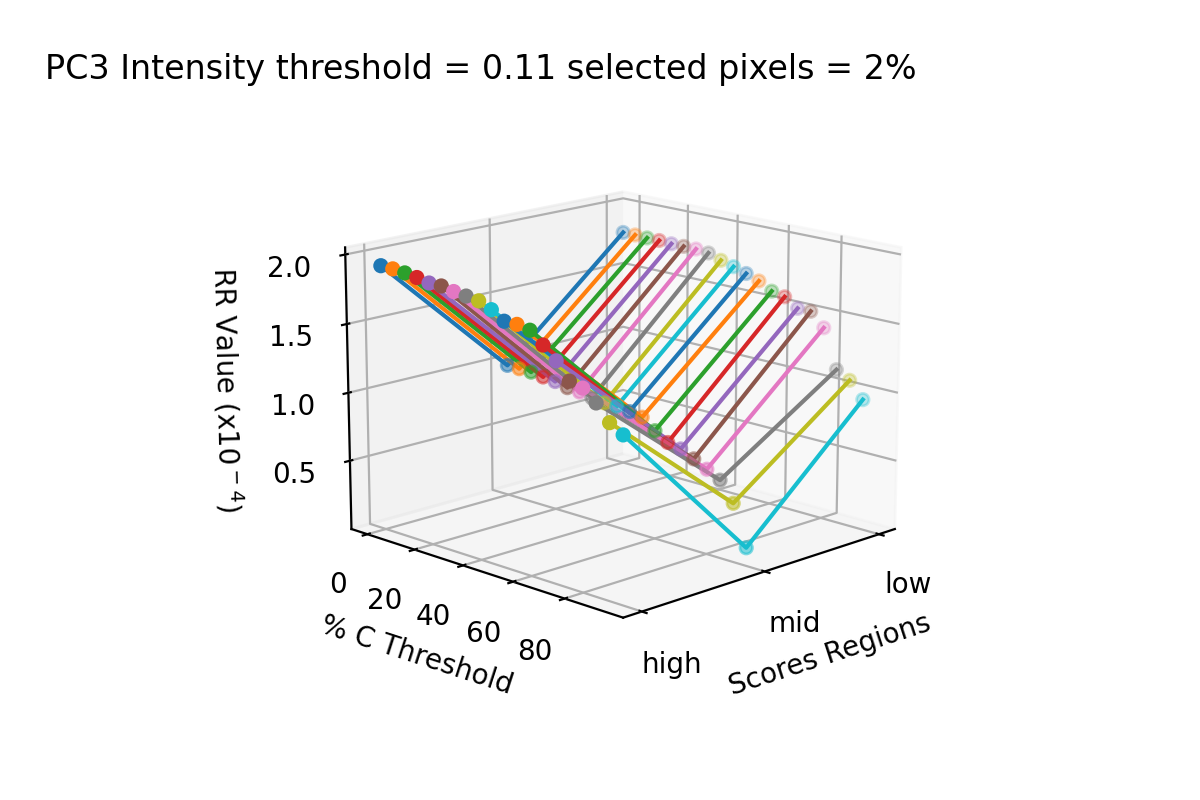 PC3 Intensity threshold = 0.11 selected pixels = 2%
RR Value (x10⁻⁴)
2.0
1.5
1.0
0.5
0
20
40
60
80
% C Threshold
high
mid
low
Scores Regions